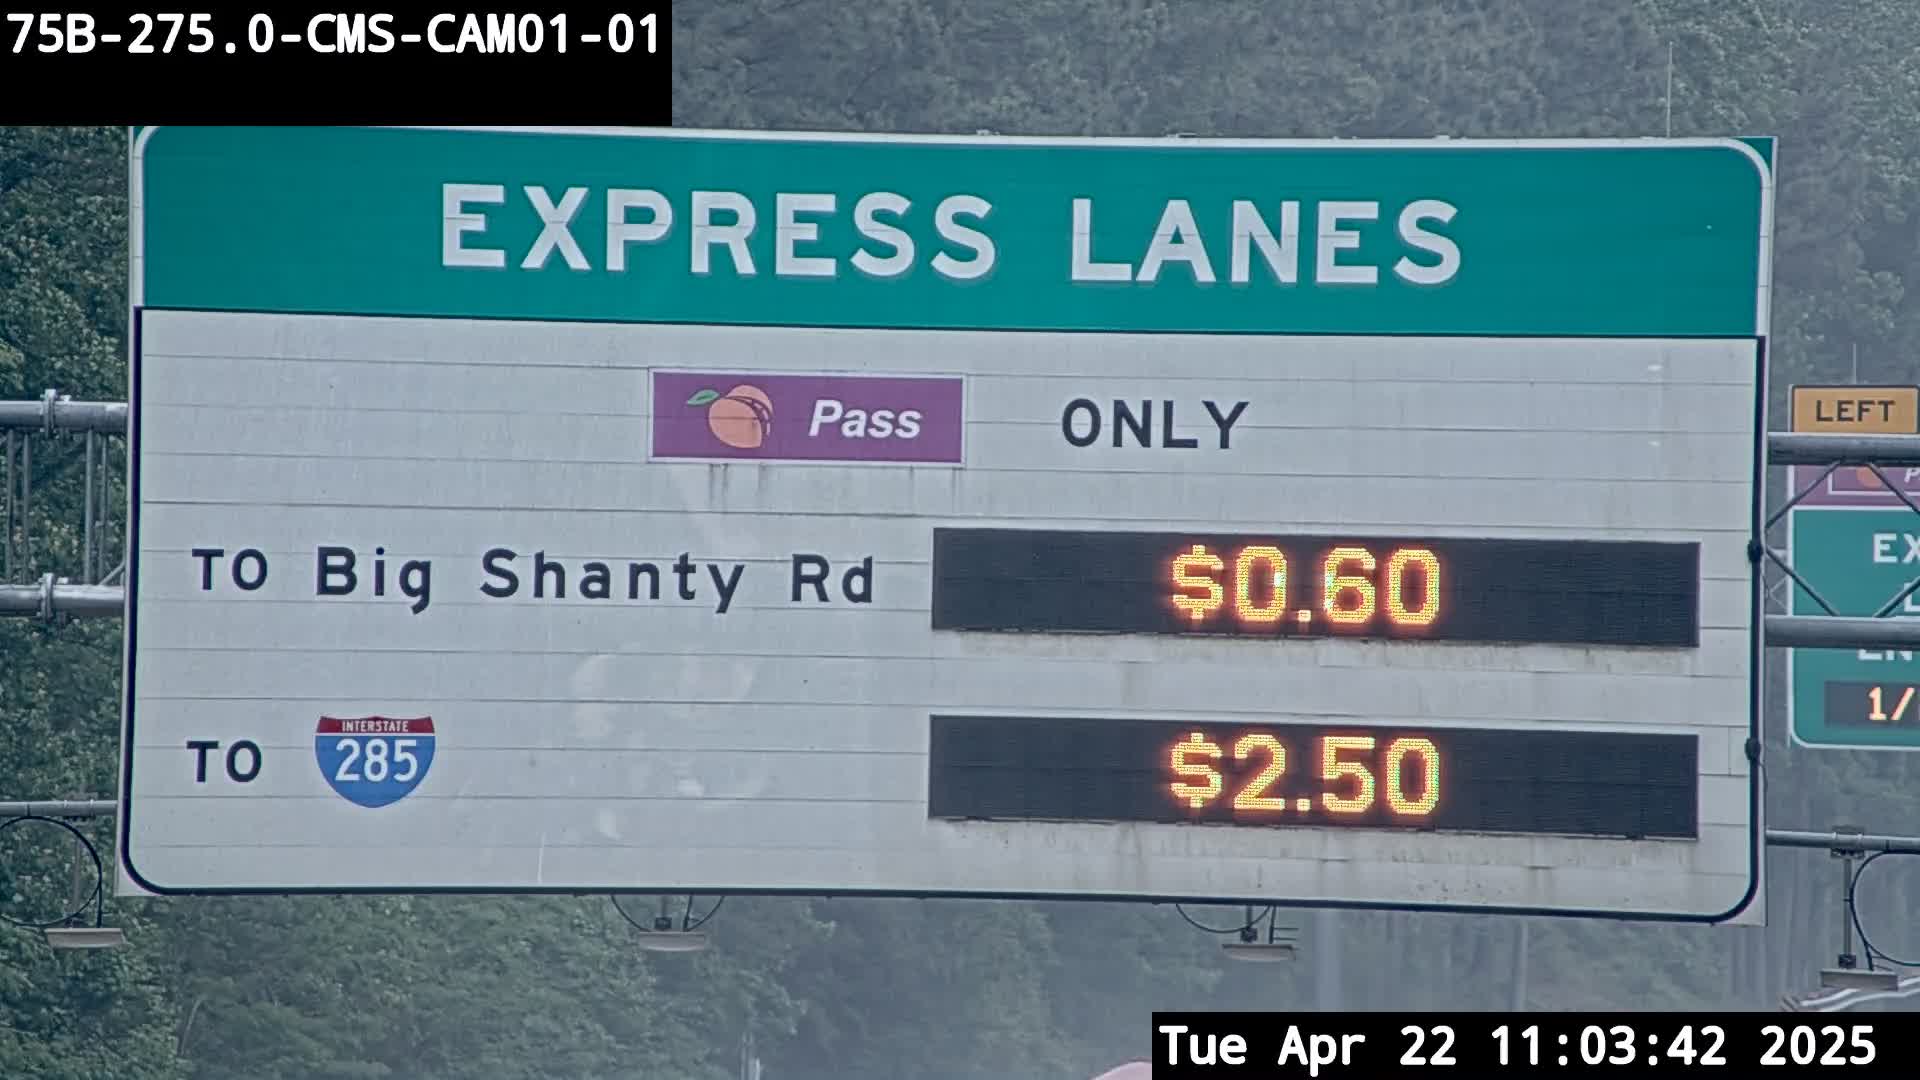 75B-275.0-CMS-CAM01-01
EXPRESS LANES
Pass ONLY
LEFT
TO Big Shanty Rd $0.60
TO INTERSTATE 285 $2.50
1/
Tue Apr 22 11:03:42 2025